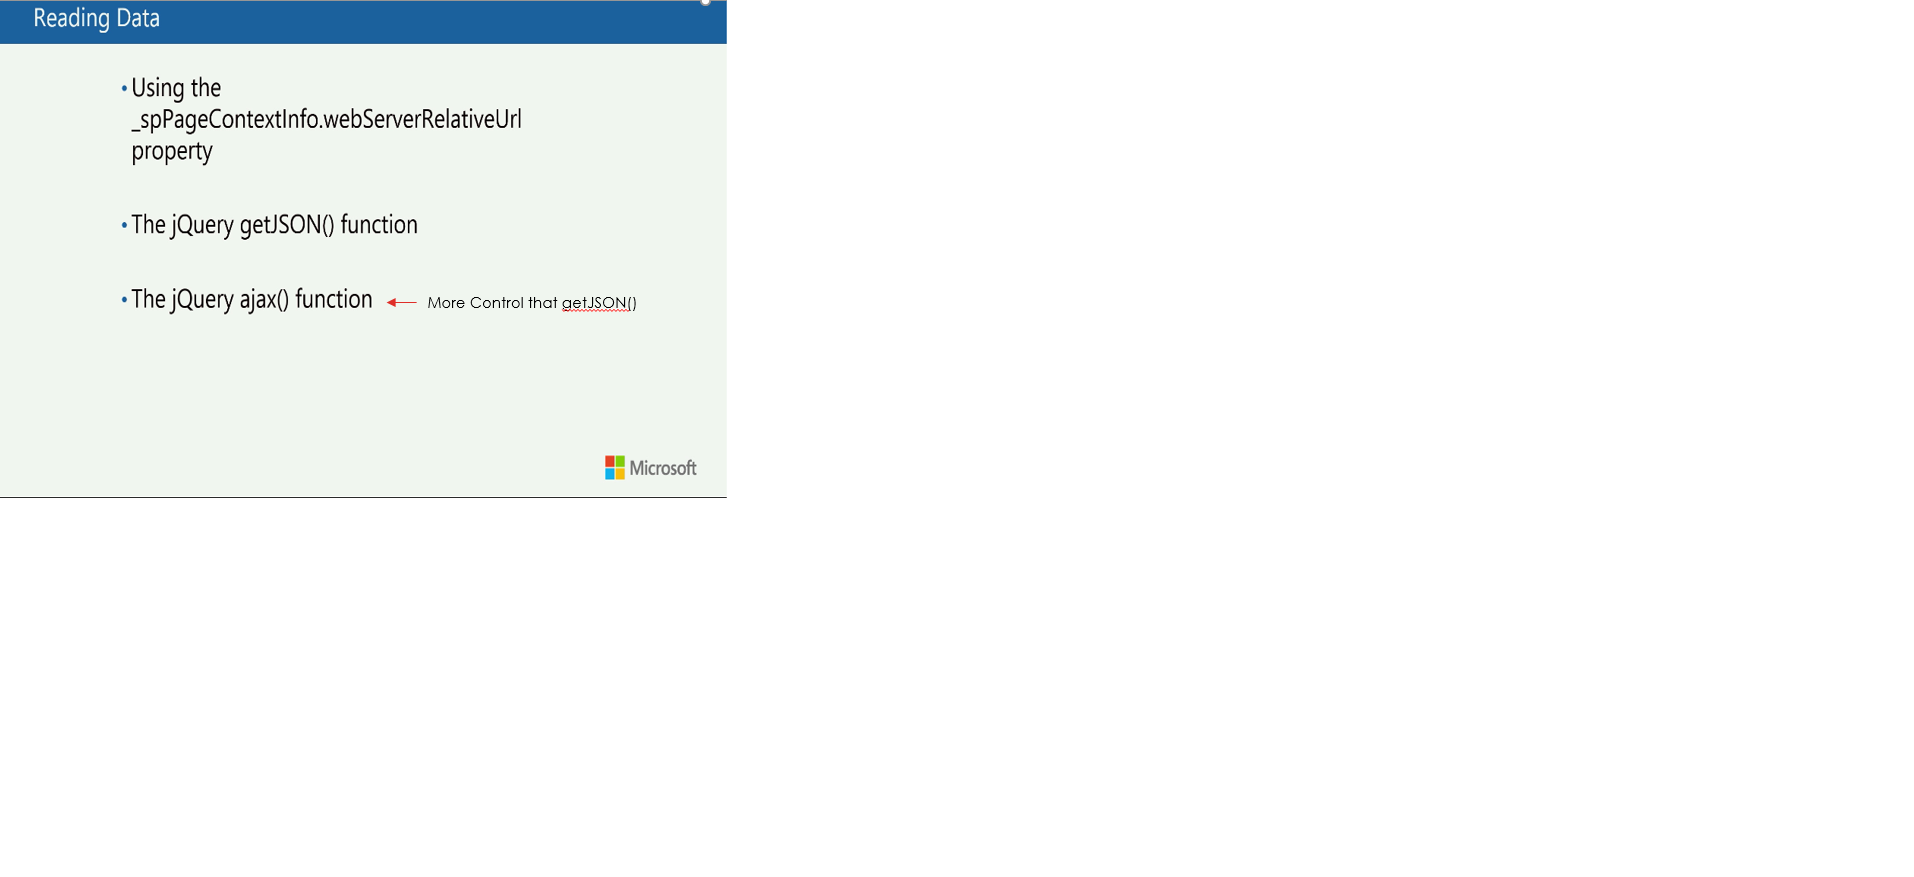 Reading Data
• Using the
_spPageContextInfo.webServerRelativeUrl
property
• The jQuery getJSON() function
• The jQuery ajax() function More Control that getJSON()
Microsoft